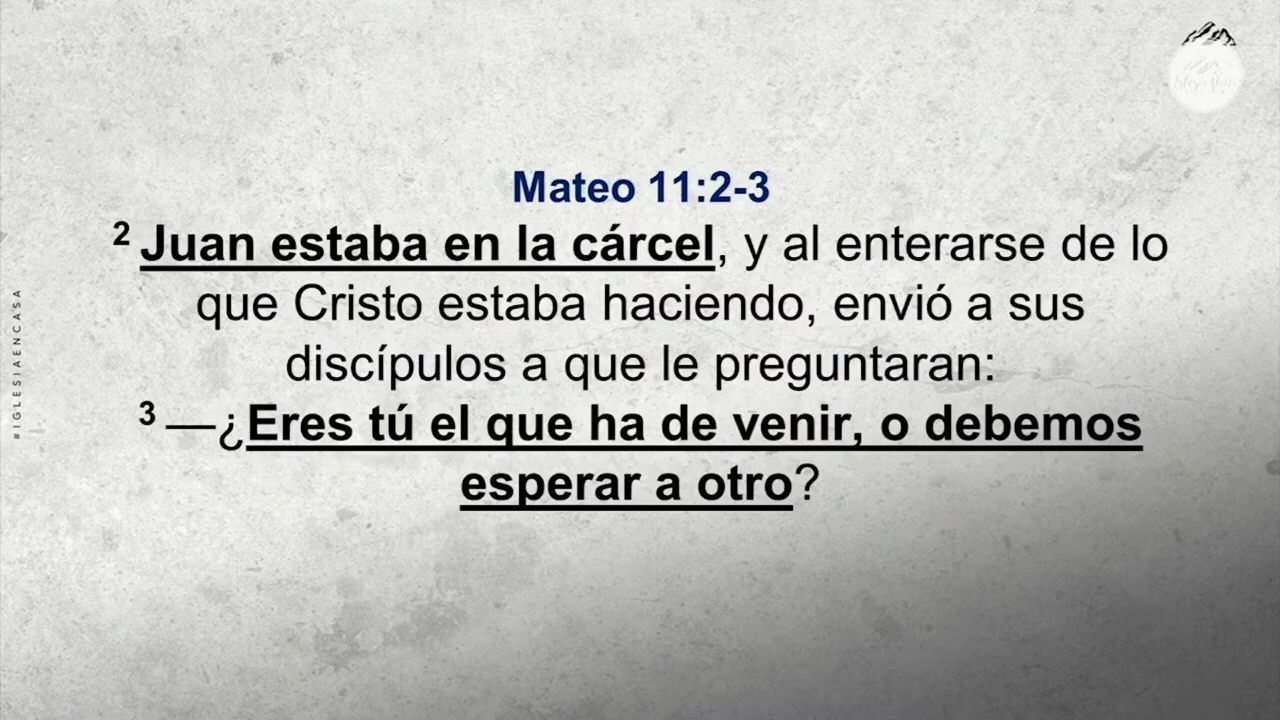 Mateo 11:2-3
² Juan estaba en la cárcel, y al enterarse de lo
que Cristo estaba haciendo, envió a sus
discípulos a que le preguntaran:
³ —¿Eres tú el que ha de venir, o debemos
esperar a otro?
#IGLESIAENCASA